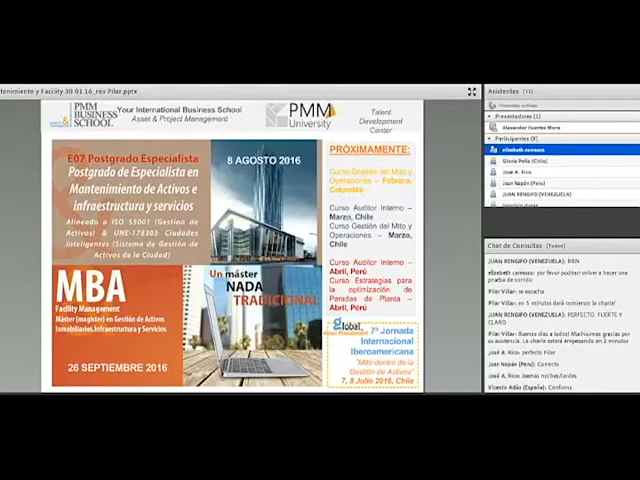 ntenimiento y Facility 30 01 16_rev Pilar.pptx
PMM
BUSINESS
SCHOOL
Your International Business School
Asset & Project Management
PMM
University
Talent
Development
Center
E07 Postgrado Especialista
Postgrado de Especialista en
Mantenimiento de Activos e
infraestructura y servicios
Alineado a ISO 55001 (Gestion de
Activos) & UNE-178303 Ciudades
Inteligentes (Sistema de Gestión de
Activos de la Ciudad)
8 AGOSTO 2016
MBA
Facility Management
Máster (magister) en Gestión de Activos
Inmobiliarios, Infraestructura y Servicios
26 SEPTIEMBRE 2016
Un máster
NADA
TRADICIONAL
PRÓXIMAMENTE:
Curso Gestión del Mtto y
Operaciones – Febrero,
Colombia
Curso Auditor Interno –
Marzo, Chile
Curso Gestión del Mtto y
Operaciones – Marzo,
Chile
Curso Auditor Interno –
Abril, Perú
Curso Estrategias para
la optimización de
Paradas de Planta –
Abril, Perú
global
7ª Jornada
Internacional
Iberoamericana
"Mtto dentro de la
Gestión de Activos"
7, 8 Julio 2016, Chile
Asistentes (11)
Presentadores (1)
Alexander Huertas Mora
Participantes (9)
elizabeth carrasco
Gloria Peña (Chile)
José A. Rico
Juan Napán (Peru)
JUAN RENGIFO (VENEZUELA)
Chat de Consultas (Todos)
JUAN RENGIFO (VENEZUELA): BIEN
elizabeth carrasco: por favor podrían volver a hacer una
prueba de sonido
Pilar Villar: se escucha
Pilar Villar: en 5 minutos dará comienzo la charla!
JUAN RENGIFO (VENEZUELA): PERFECTO. FUERTE Y
CLARO
Pilar Villar: Buenos días a todos! Muchísimas gracias por
su asistencia. La charla estará empezando en 2 minutos
José A. Rico: perfecto Pilar
Juan Napán (Peru): Correcto
José A. Rico: buenas noches/tardes
Vicente Adán (España): Confirmo